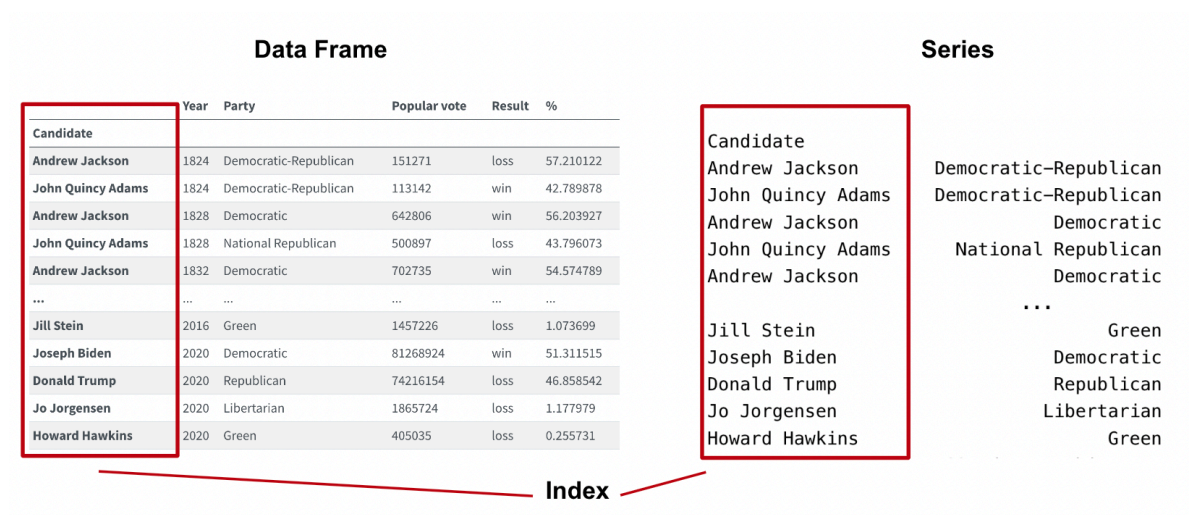 Data Frame
Series
Year Party Popular vote Result %
Candidate
Andrew Jackson 1824 Democratic-Republican 151271 loss 57.210122
John Quincy Adams 1824 Democratic-Republican 113142 win 42.789878
Andrew Jackson 1828 Democratic 642806 win 56.203927
John Quincy Adams 1828 National Republican 500897 loss 43.796073
Andrew Jackson 1832 Democratic 702735 win 54.574789
... ... ... ... ... ...
Jill Stein 2016 Green 1457226 loss 1.073699
Joseph Biden 2020 Democratic 81268924 win 51.311515
Donald Trump 2020 Republican 74216154 loss 46.858542
Jo Jorgensen 2020 Libertarian 1865724 loss 1.177979
Howard Hawkins 2020 Green 405035 loss 0.255731
Candidate
Andrew Jackson Democratic-Republican
John Quincy Adams Democratic-Republican
Andrew Jackson Democratic
John Quincy Adams National Republican
Andrew Jackson Democratic
...
Jill Stein Green
Joseph Biden Democratic
Donald Trump Republican
Jo Jorgensen Libertarian
Howard Hawkins Green
Index